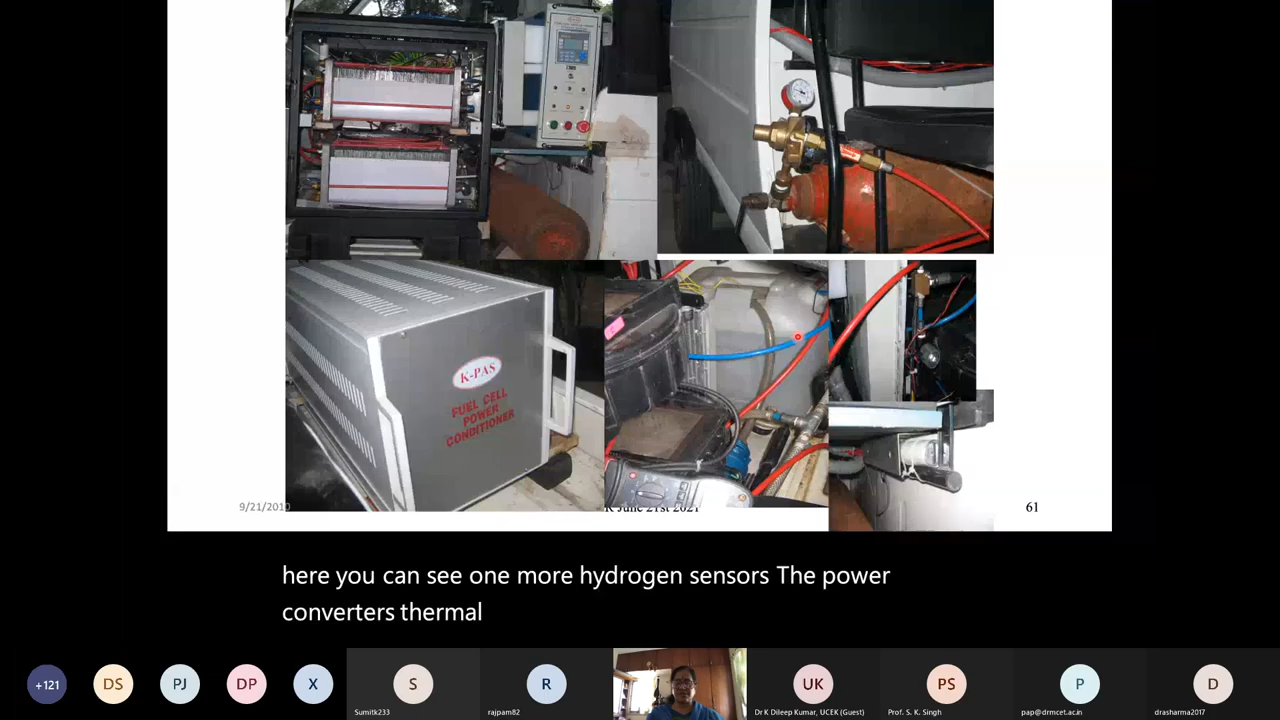 K-PAS
FUEL CELL
POWER
CONDITIONER
9/21/2010
June 21st 2021
61
here you can see one more hydrogen sensors The power
converters thermal
+121
DS
PJ
DP
X
S
R
UK
PS
P
D
Sumitk233
rajpam82
Dr K Dileep Kumar, UCEK (Guest)
Prof. S. K. Singh
pap@drmcet.ac.in
drasharma2017